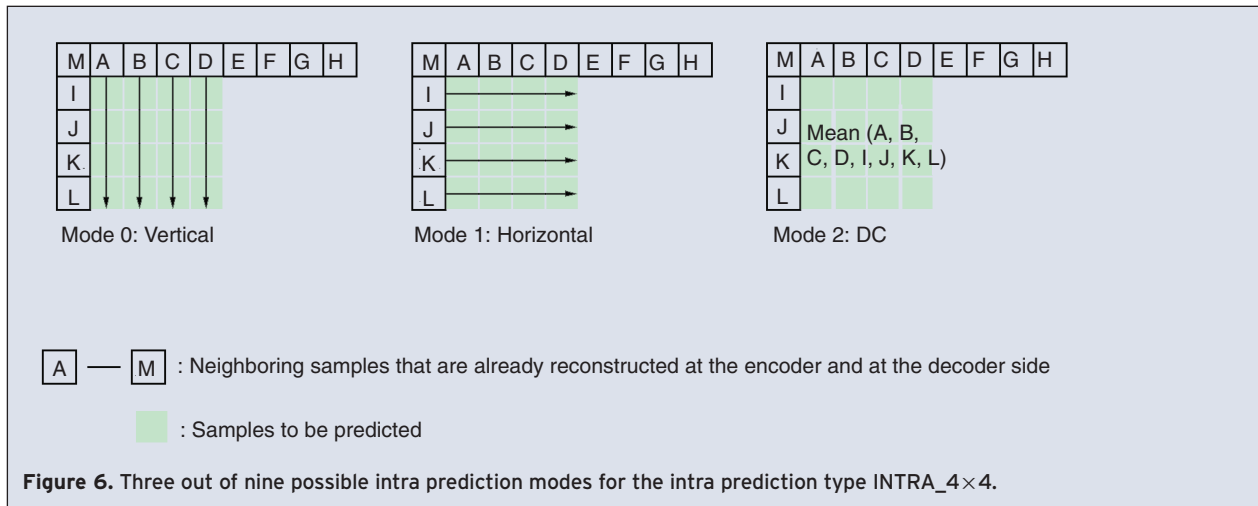 M A B C D E F G H
I
J
K
L
Mode 0: Vertical
M A B C D E F G H
I
J
K
L
Mode 1: Horizontal
M A B C D E F G H
I
J
K
L
Mean (A, B,
C, D, I, J, K, L)
Mode 2: DC
A — M : Neighboring samples that are already reconstructed at the encoder and at the decoder side
: Samples to be predicted
Figure 6. Three out of nine possible intra prediction modes for the intra prediction type INTRA_4×4.